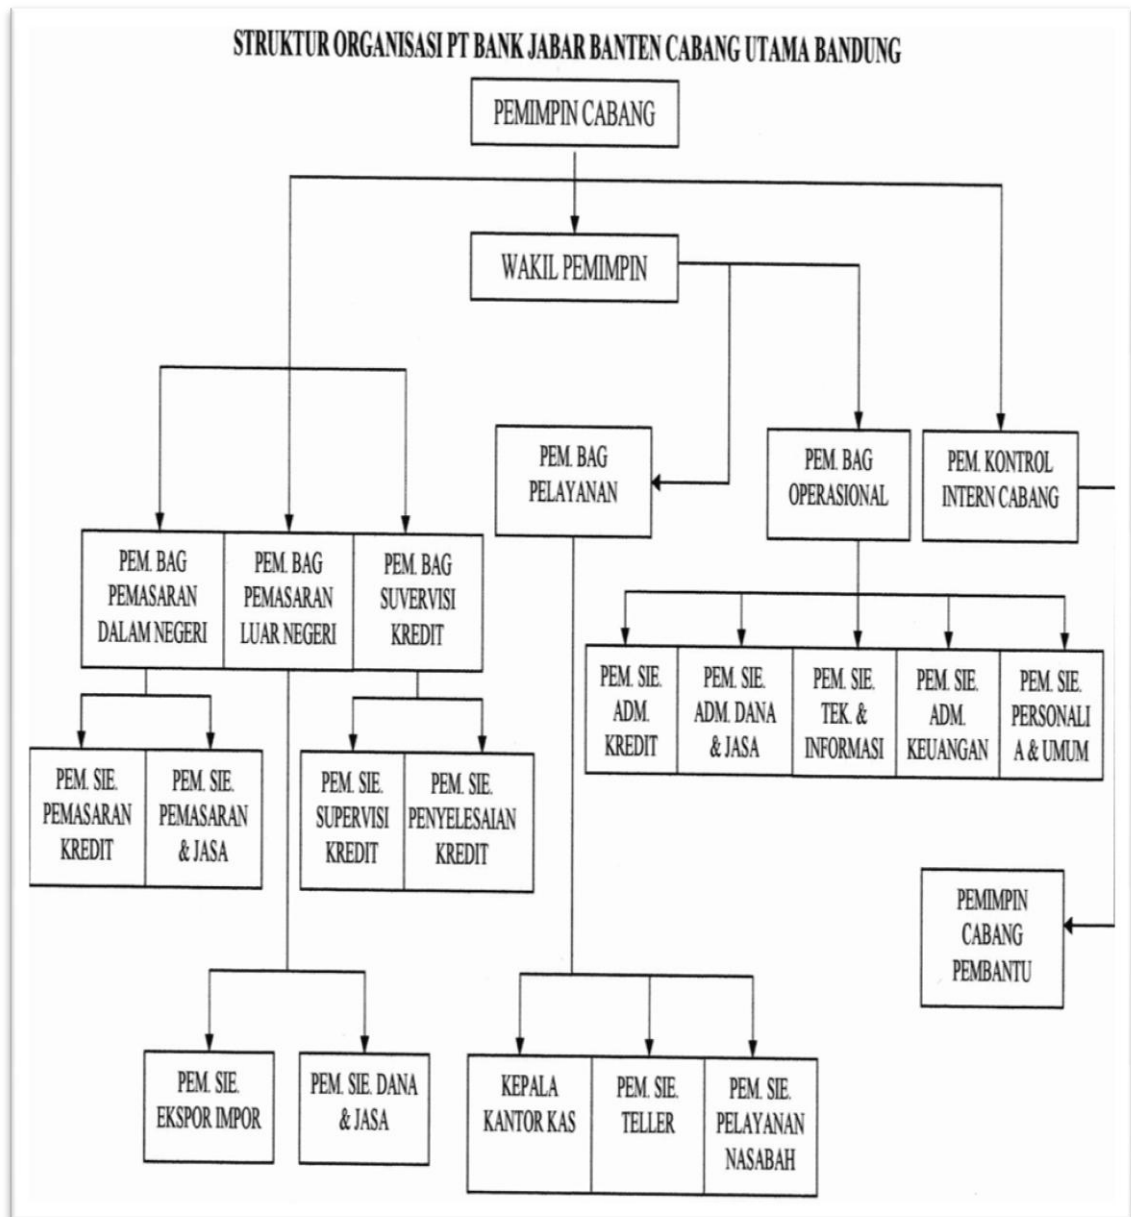 STRUKTUR ORGANISASI PT BANK JABAR BANTEN CABANG UTAMA BANDUNG
PEMIMPIN CABANG
WAKIL PEMIMPIN
PEM. BAG
PELAYANAN
PEM. BAG
OPERASIONAL
PEM. KONTROL
INTERN CABANG
PEM. BAG
PEMASARAN
DALAM NEGERI
PEM. BAG
PEMASARAN
LUAR NEGERI
PEM. BAG
SUVERVISI
KREDIT
PEM. SIE.
ADM.
KREDIT
PEM. SIE.
ADM. DANA
& JASA
PEM. SIE.
TEK. &
INFORMASI
PEM. SIE.
ADM.
KEUANGAN
PEM. SIE.
PERSONALI
A & UMUM
PEM. SIE.
PEMASARAN
KREDIT
PEM. SIE.
PEMASARAN
& JASA
PEM. SIE.
SUPERVISI
KREDIT
PEM. SIE.
PENYELESAIAN
KREDIT
PEMIMPIN
CABANG
PEMBANTU
PEM. SIE.
EKSPOR IMPOR
PEM. SIE. DANA
& JASA
KEPALA
KANTOR KAS
PEM. SIE.
TELLER
PEM. SIE.
PELAYANAN
NASABAH